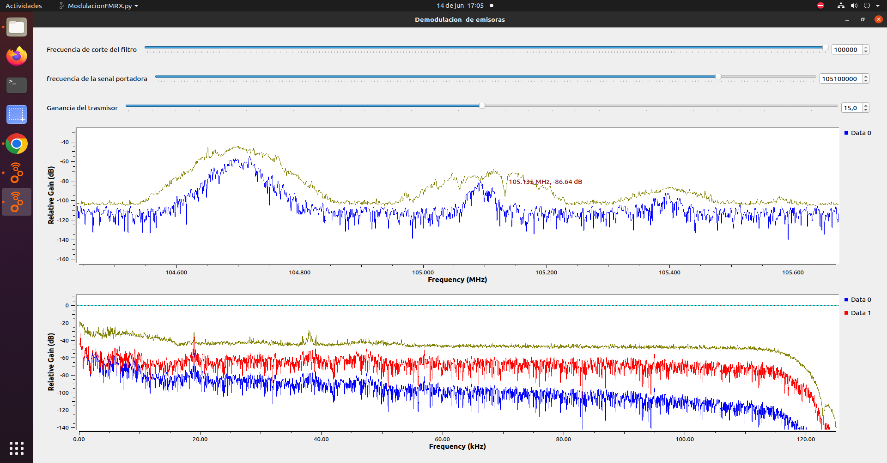 Actividades ModulacionFMRX.py 14 de jun 17:05
Demodulacion de emisoras
Frecuencia de corte del filtro 100000
frecuencia de la senal portadora 105100000
Ganancia del trasmisor 15,0
Data 0
-40
-60
-80
-100
-120
-140
-160
Relative Gain (dB)
105.133 MHz, -86.64 dB
104.600 104.800 105.000 105.200 105.400 105.600
Frequency (MHz)
Data 0
Data 1
0
-20
-40
-60
-80
-100
-120
-140
Relative Gain (dB)
0.00 20.00 40.00 60.00 80.00 100.00 120.00
Frequency (kHz)